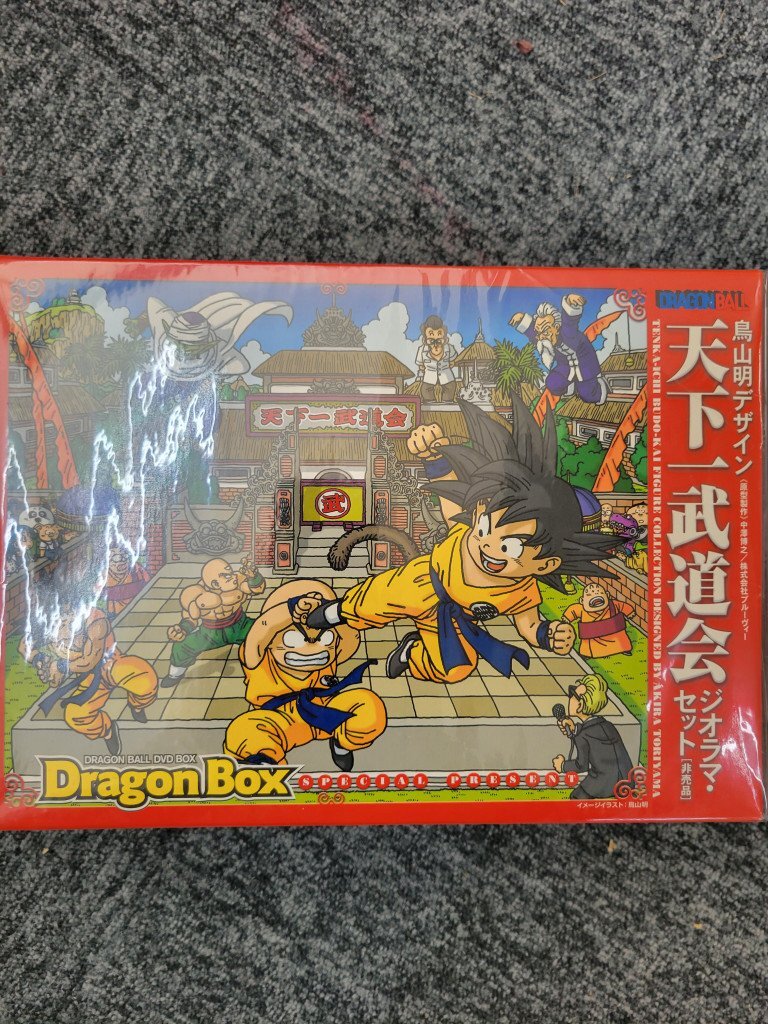 DRAGONBALL
鳥山明デザイン〈原型製作〉中澤博之/株式会社ブルーヴィー
天下一武道会
ジオラマ・セット[非売品]
TENKA-ICHI BUDO-KAI FIGURE COLLECTION DESIGNED BY AKIRA TORIYAMA
天下一武道会
武
DRAGON BALL DVD BOX
Dragon Box
SPECIAL PRESENT
イメージイラスト:鳥山明